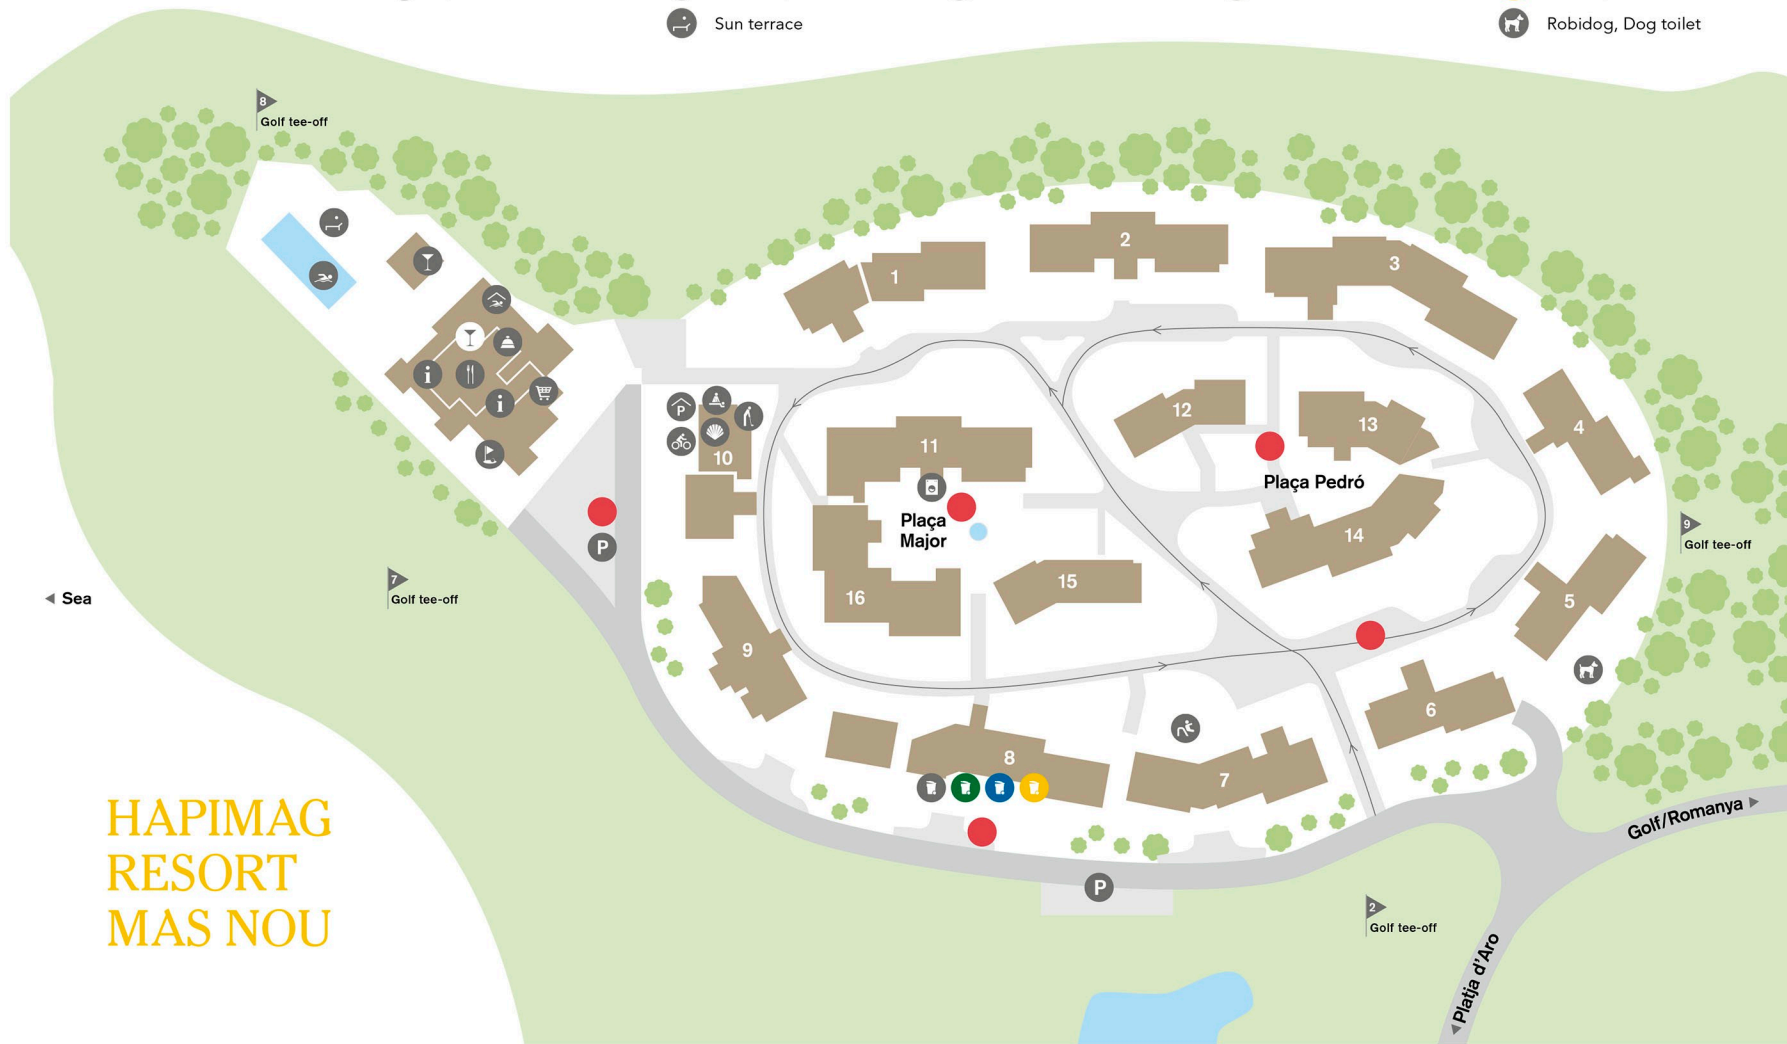 Sun terrace
Robidog, Dog toilet
8
Golf tee-off
1
2
3
4
12
13
11
10
P
i
i
Plaça Pedró
Plaça
Major
14
9
Golf tee-off
P
7
Golf tee-off
◄ Sea
15
16
5
9
6
8
7
HAPIMAG
RESORT
MAS NOU
Golf/Romanya ►
P
2
Golf tee-off
◄ Platja d'Aro